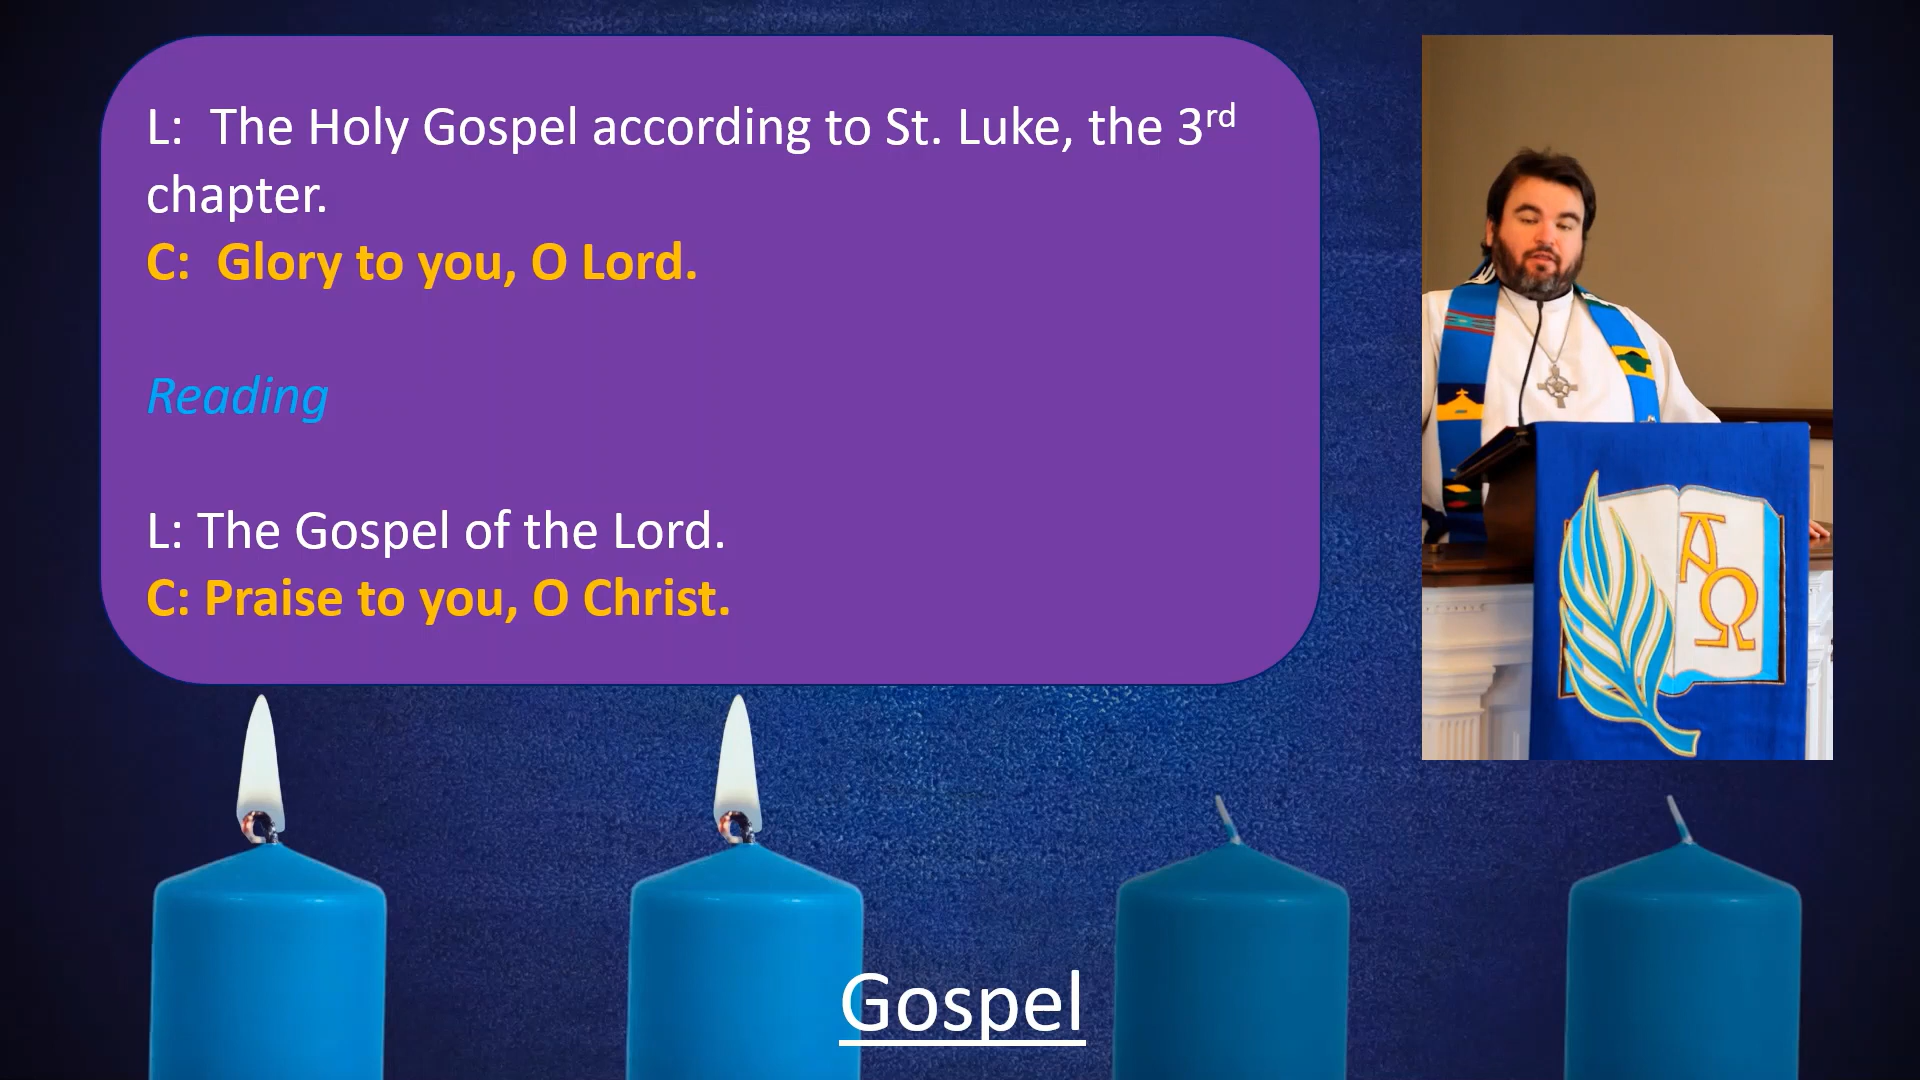 L:  The Holy Gospel according to St. Luke, the 3rd
chapter.
C:  Glory to you, O Lord.
Reading
L: The Gospel of the Lord.
C: Praise to you, O Christ.
Α
Ω
Gospel